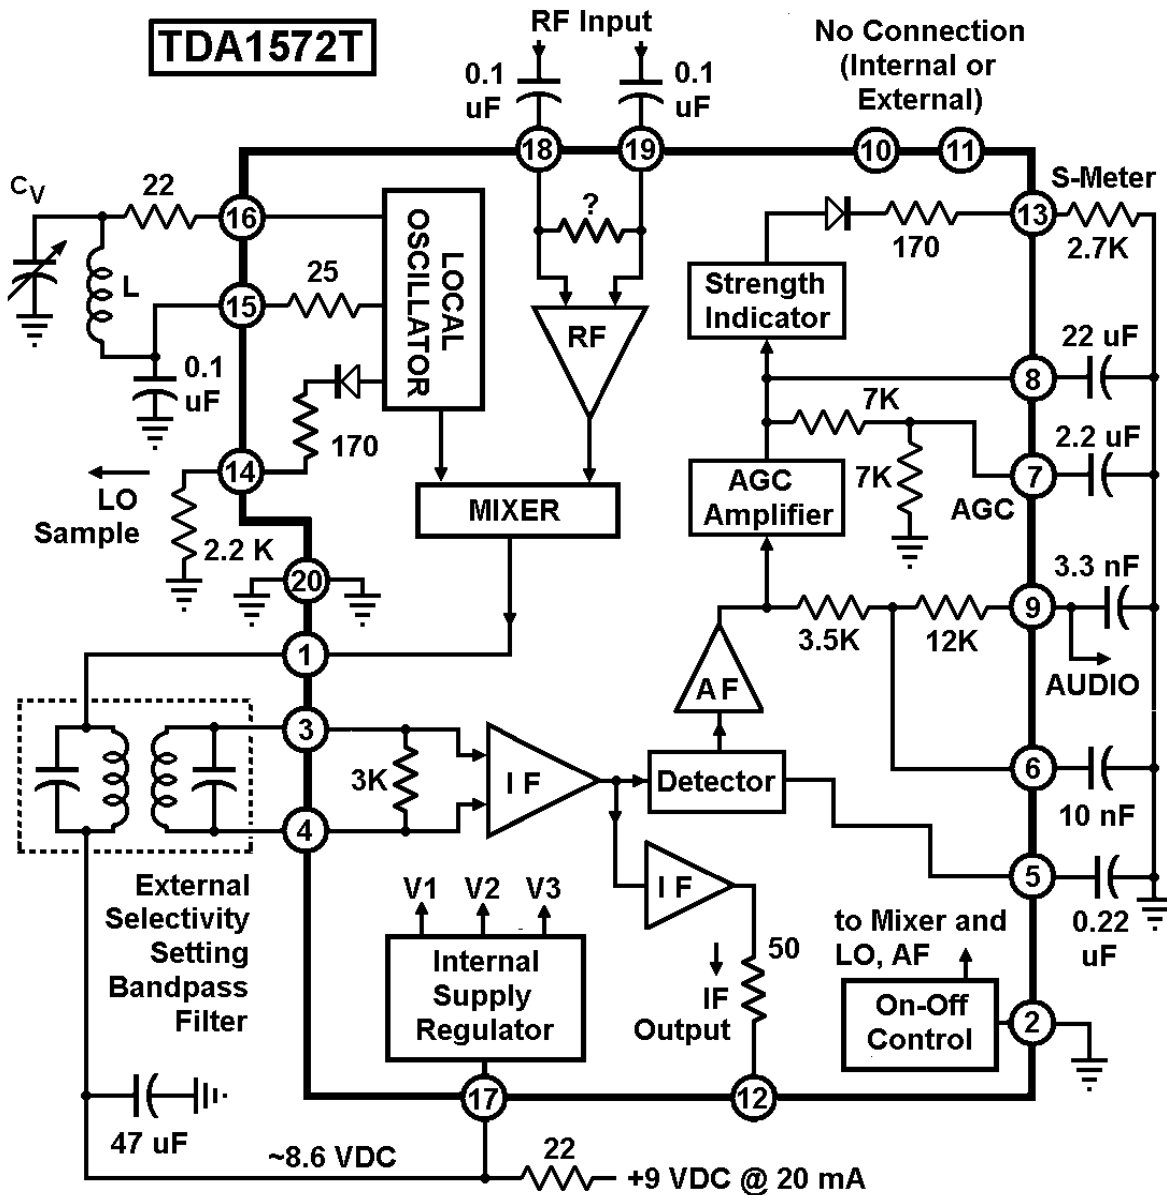 TDA1572T
RF Input
No Connection
(Internal or
External)
0.1
uF
0.1
uF
18
19
10
11
S-Meter
CV
22
16
?
13
170
2.7K
LOCAL
OSCILLATOR
25
15
L
RF
Strength
Indicator
22 uF
8
0.1
uF
7K
2.2 uF
170
14
LO
Sample
2.2 K
MIXER
AGC
Amplifier
7K
AGC
7
20
3.3 nF
9
3.5K
12K
AUDIO
1
AF
3
3K
IF
Detector
6
10 nF
4
5
0.22
uF
External
Selectivity
Setting
Bandpass
Filter
V1
V2
V3
IF
to Mixer and
LO, AF
Internal
Supply
Regulator
50
IF
Output
On-Off
Control
2
17
12
47 uF
~8.6 VDC
22
+9 VDC @ 20 mA